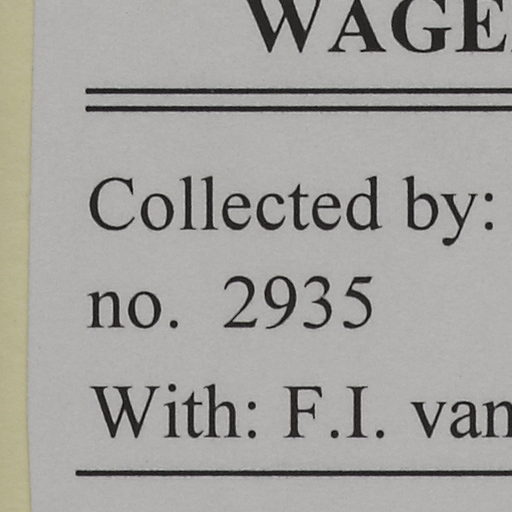 WAGE
Collected by:
no. 2935
With: F.I. van